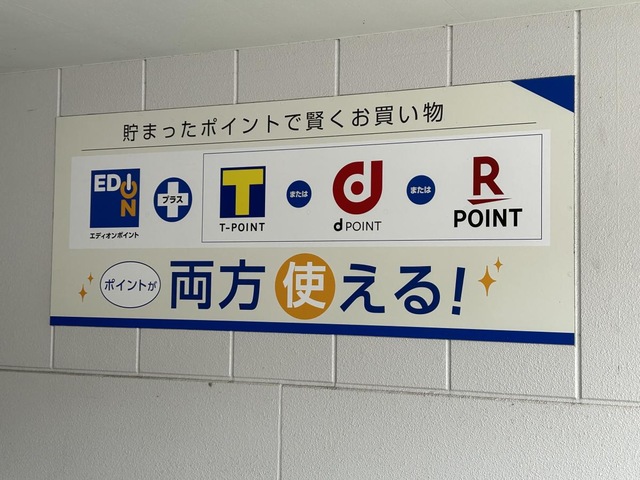 貯まったポイントで賢くお買い物
EDION プラス T または d または R
エディオンポイント T-POINT d POINT POINT
ポイントが 両方使える!